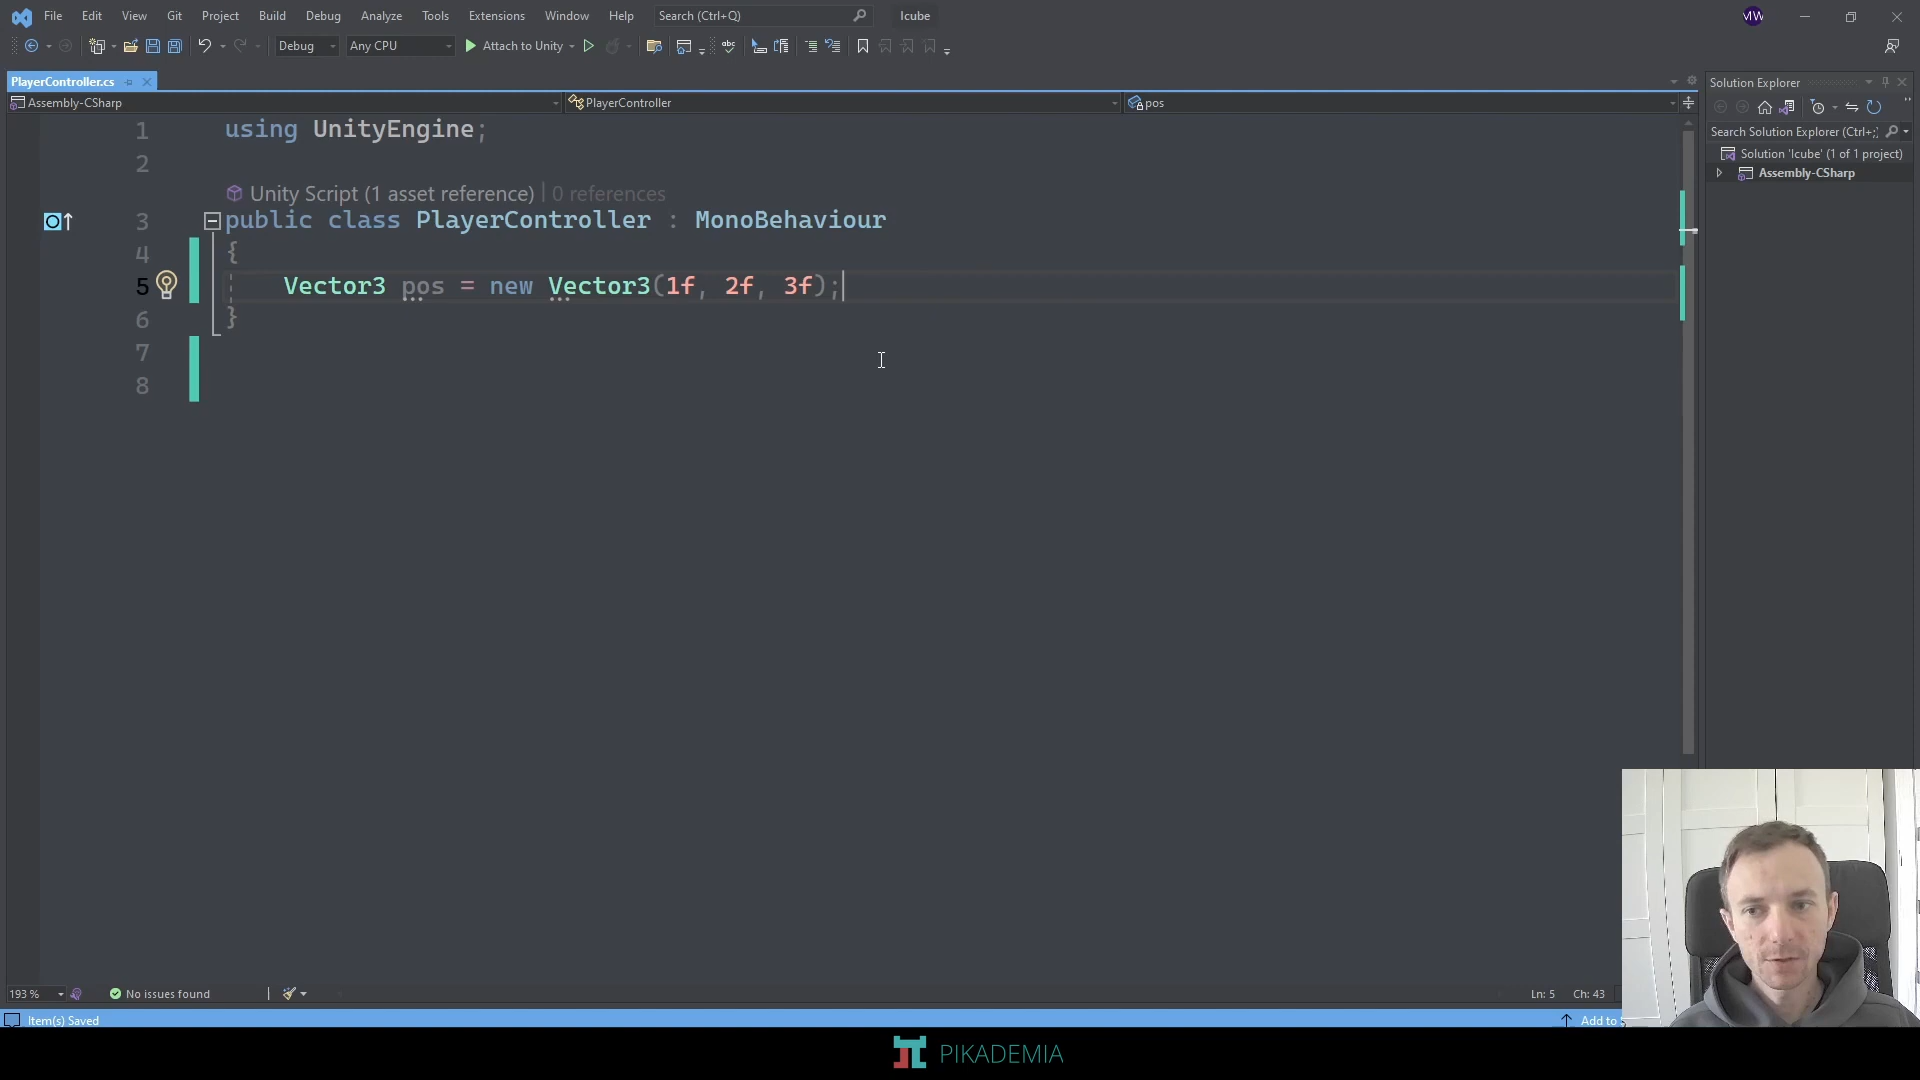 File Edit View Git Project Build Debug Analyze Tools Extensions Window Help Search (Ctrl+Q) Icube MW
Debug Any CPU Attach to Unity
PlayerController.cs
Assembly-CSharp PlayerController pos
1 using UnityEngine;
2
Unity Script (1 asset reference) | 0 references
3 public class PlayerController : MonoBehaviour
4 {
5 Vector3 pos = new Vector3(1f, 2f, 3f);
6 }
7
8
Solution Explorer
Search Solution Explorer (Ctrl+;)
Solution 'Icube' (1 of 1 project)
Assembly-CSharp
193 % No issues found Ln: 5 Ch: 43
Item(s) Saved Add to
PIKADEMIA